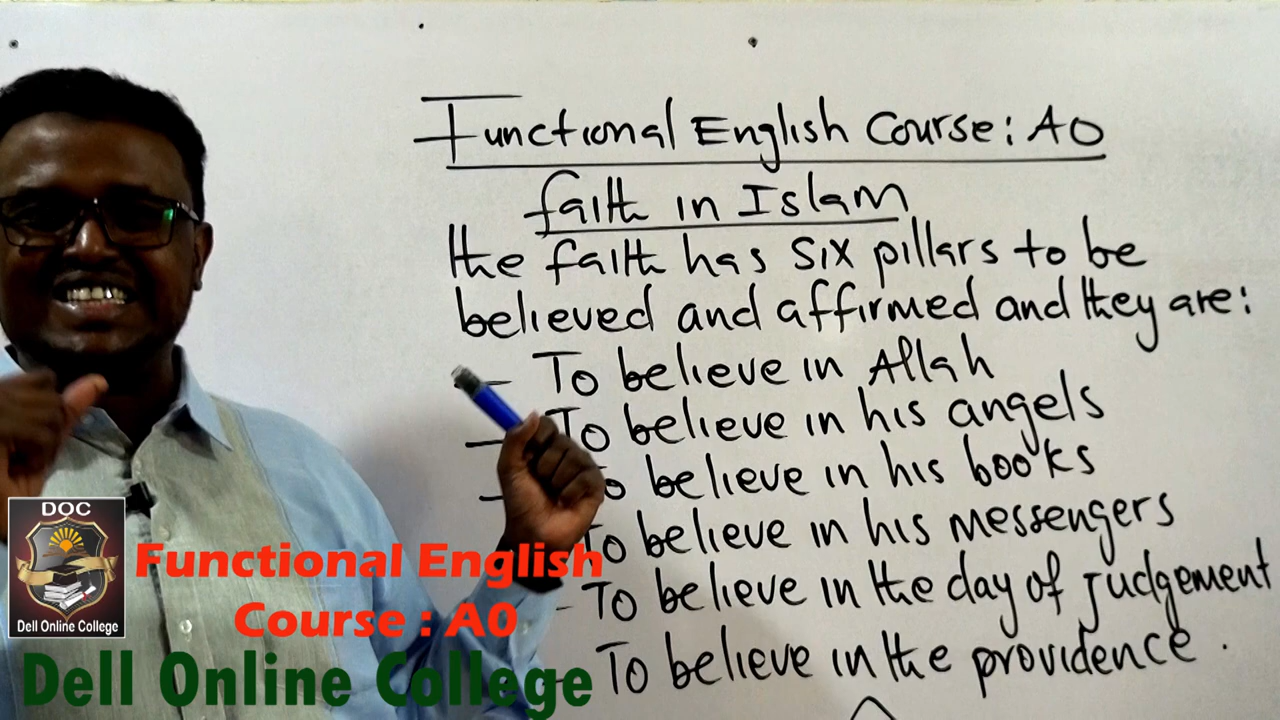 Functional English Course: A0
faith in Islam
the faith has six pillars to be
believed and affirmed and they are:
- To believe in Allah
- To believe in his angels
- To believe in his books
To believe in his messengers
- To believe in the day of judgement
- To believe in the providence.
DOC
Dell Online College
Functional English
Course : A0
Dell Online College